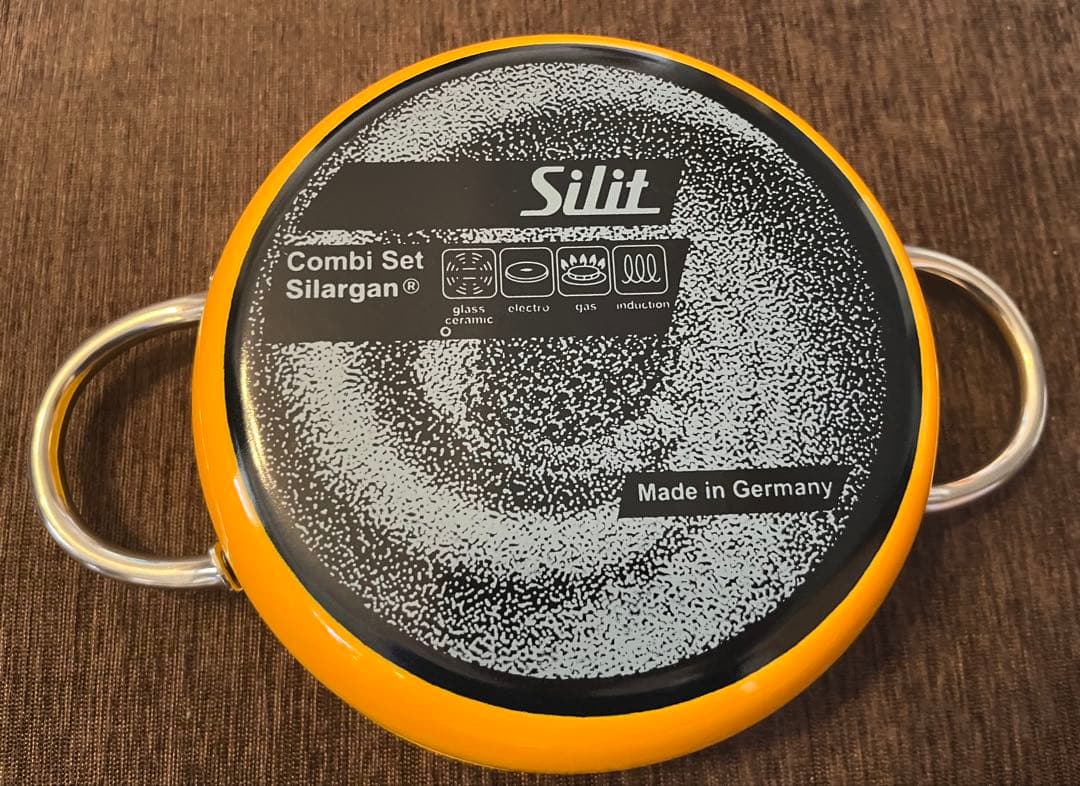 Silit
Combi Set
Silargan®
glass
ceramic
electro
gas
induction
Made in Germany